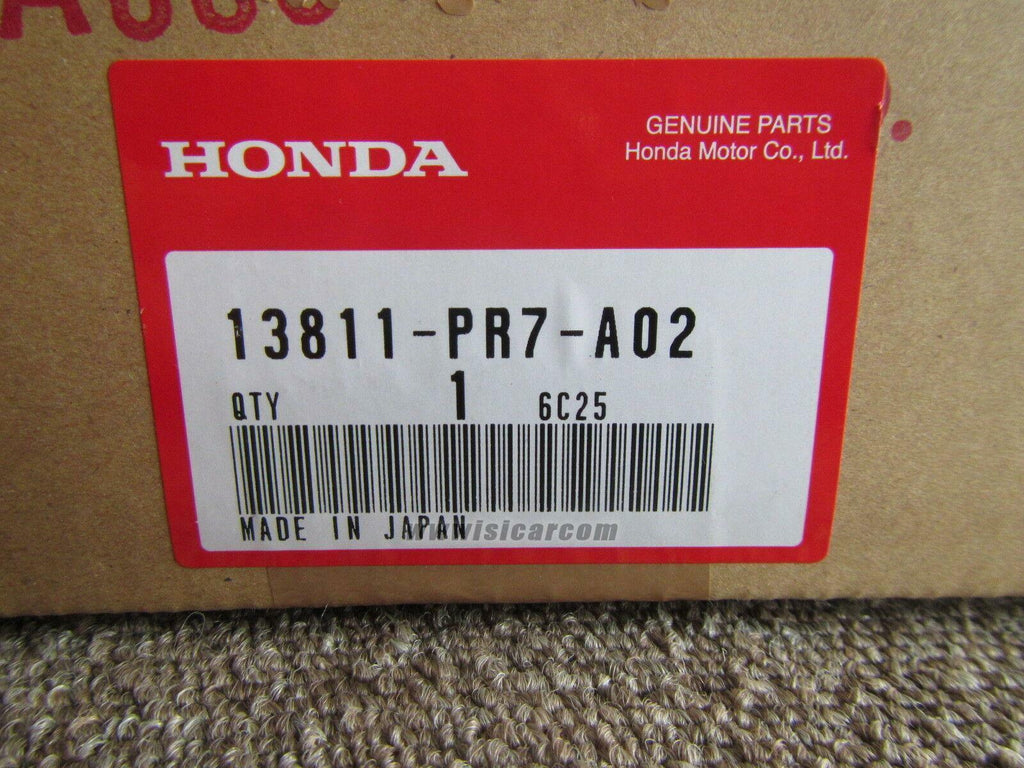 HONDA
GENUINE PARTS
Honda Motor Co., Ltd.
13811-PR7-A02
QTY 1 6C25
MADE IN JAPAN